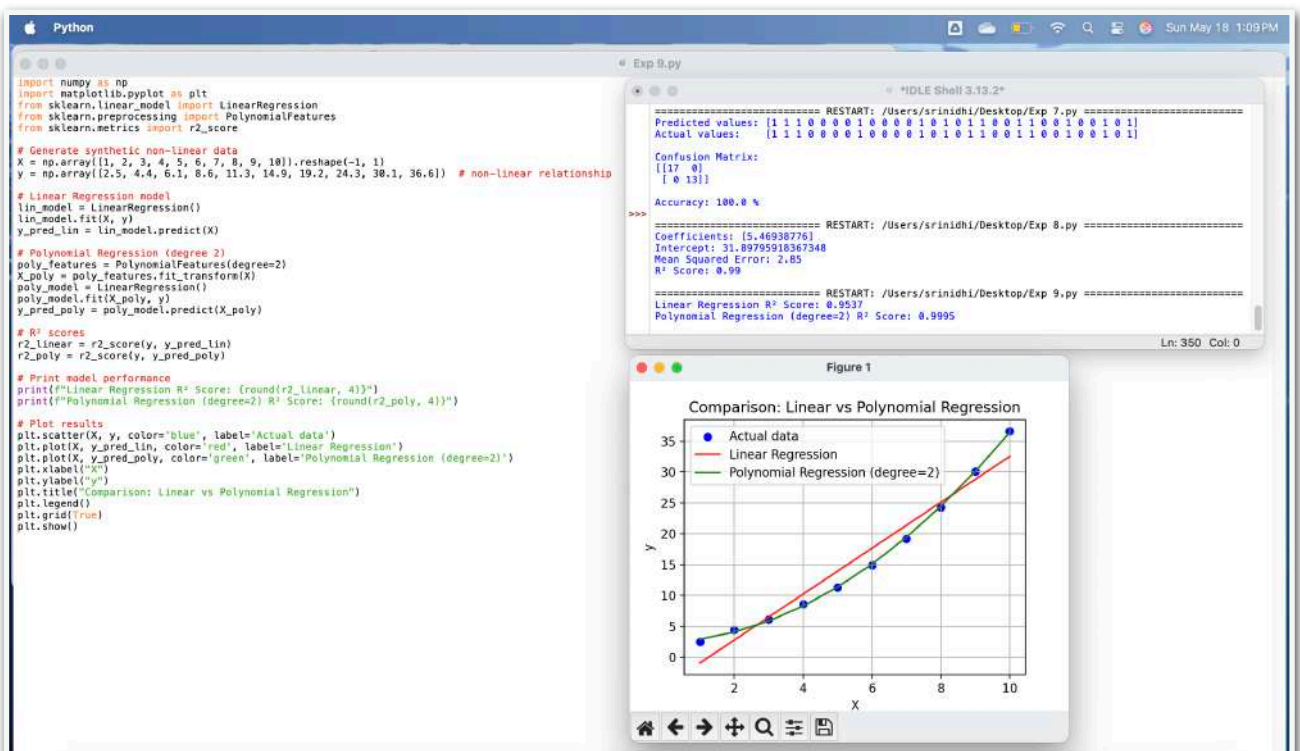 Python
Sun May 18 1:09 PM
Exp 9.py
import numpy as np
import matplotlib.pyplot as plt
from sklearn.linear_model import LinearRegression
from sklearn.preprocessing import PolynomialFeatures
from sklearn.metrics import r2_score
# Generate synthetic non-linear data
X = np.array([1, 2, 3, 4, 5, 6, 7, 8, 9, 10]).reshape(-1, 1)
y = np.array([2.5, 4.4, 6.1, 8.6, 11.3, 14.9, 19.2, 24.3, 30.1, 36.6])  # non-linear relationship
# Linear Regression model
lin_model = LinearRegression()
lin_model.fit(X, y)
y_pred_lin = lin_model.predict(X)
# Polynomial Regression (degree 2)
poly_features = PolynomialFeatures(degree=2)
X_poly = poly_features.fit_transform(X)
poly_model = LinearRegression()
poly_model.fit(X_poly, y)
y_pred_poly = poly_model.predict(X_poly)
# R² scores
r2_linear = r2_score(y, y_pred_lin)
r2_poly = r2_score(y, y_pred_poly)
# Print model performance
print(f"Linear Regression R² Score: {round(r2_linear, 4)}")
print(f"Polynomial Regression (degree=2) R² Score: {round(r2_poly, 4)}")
# Plot results
plt.scatter(X, y, color='blue', label='Actual data')
plt.plot(X, y_pred_lin, color='red', label='Linear Regression')
plt.plot(X, y_pred_poly, color='green', label='Polynomial Regression (degree=2)')
plt.xlabel("X")
plt.ylabel("y")
plt.title("Comparison: Linear vs Polynomial Regression")
plt.legend()
plt.grid(True)
plt.show()
*IDLE Shell 3.13.2*
=========================== RESTART: /Users/srinidhi/Desktop/Exp 7.py ==========================
Predicted values: [1 1 1 0 0 0 0 1 0 0 0 0 1 0 1 0 1 1 0 0 1 1 0 0 1 0 0 1 0 1]
Actual values:    [1 1 1 0 0 0 0 1 0 0 0 0 1 0 1 0 1 1 0 0 1 1 0 0 1 0 0 1 0 1]
Confusion Matrix:
[[17  0]
 [ 0 13]]
Accuracy: 100.0 %
>>>
=========================== RESTART: /Users/srinidhi/Desktop/Exp 8.py ==========================
Coefficients: [5.46938776]
Intercept: 31.89795918367348
Mean Squared Error: 2.85
R² Score: 0.99
=========================== RESTART: /Users/srinidhi/Desktop/Exp 9.py ==========================
Linear Regression R² Score: 0.9537
Polynomial Regression (degree=2) R² Score: 0.9995
Ln: 350 Col: 0
Figure 1
Comparison: Linear vs Polynomial Regression
Actual data
Linear Regression
Polynomial Regression (degree=2)
35
30
25
20
15
10
5
0
y
2 4 6 8 10
X